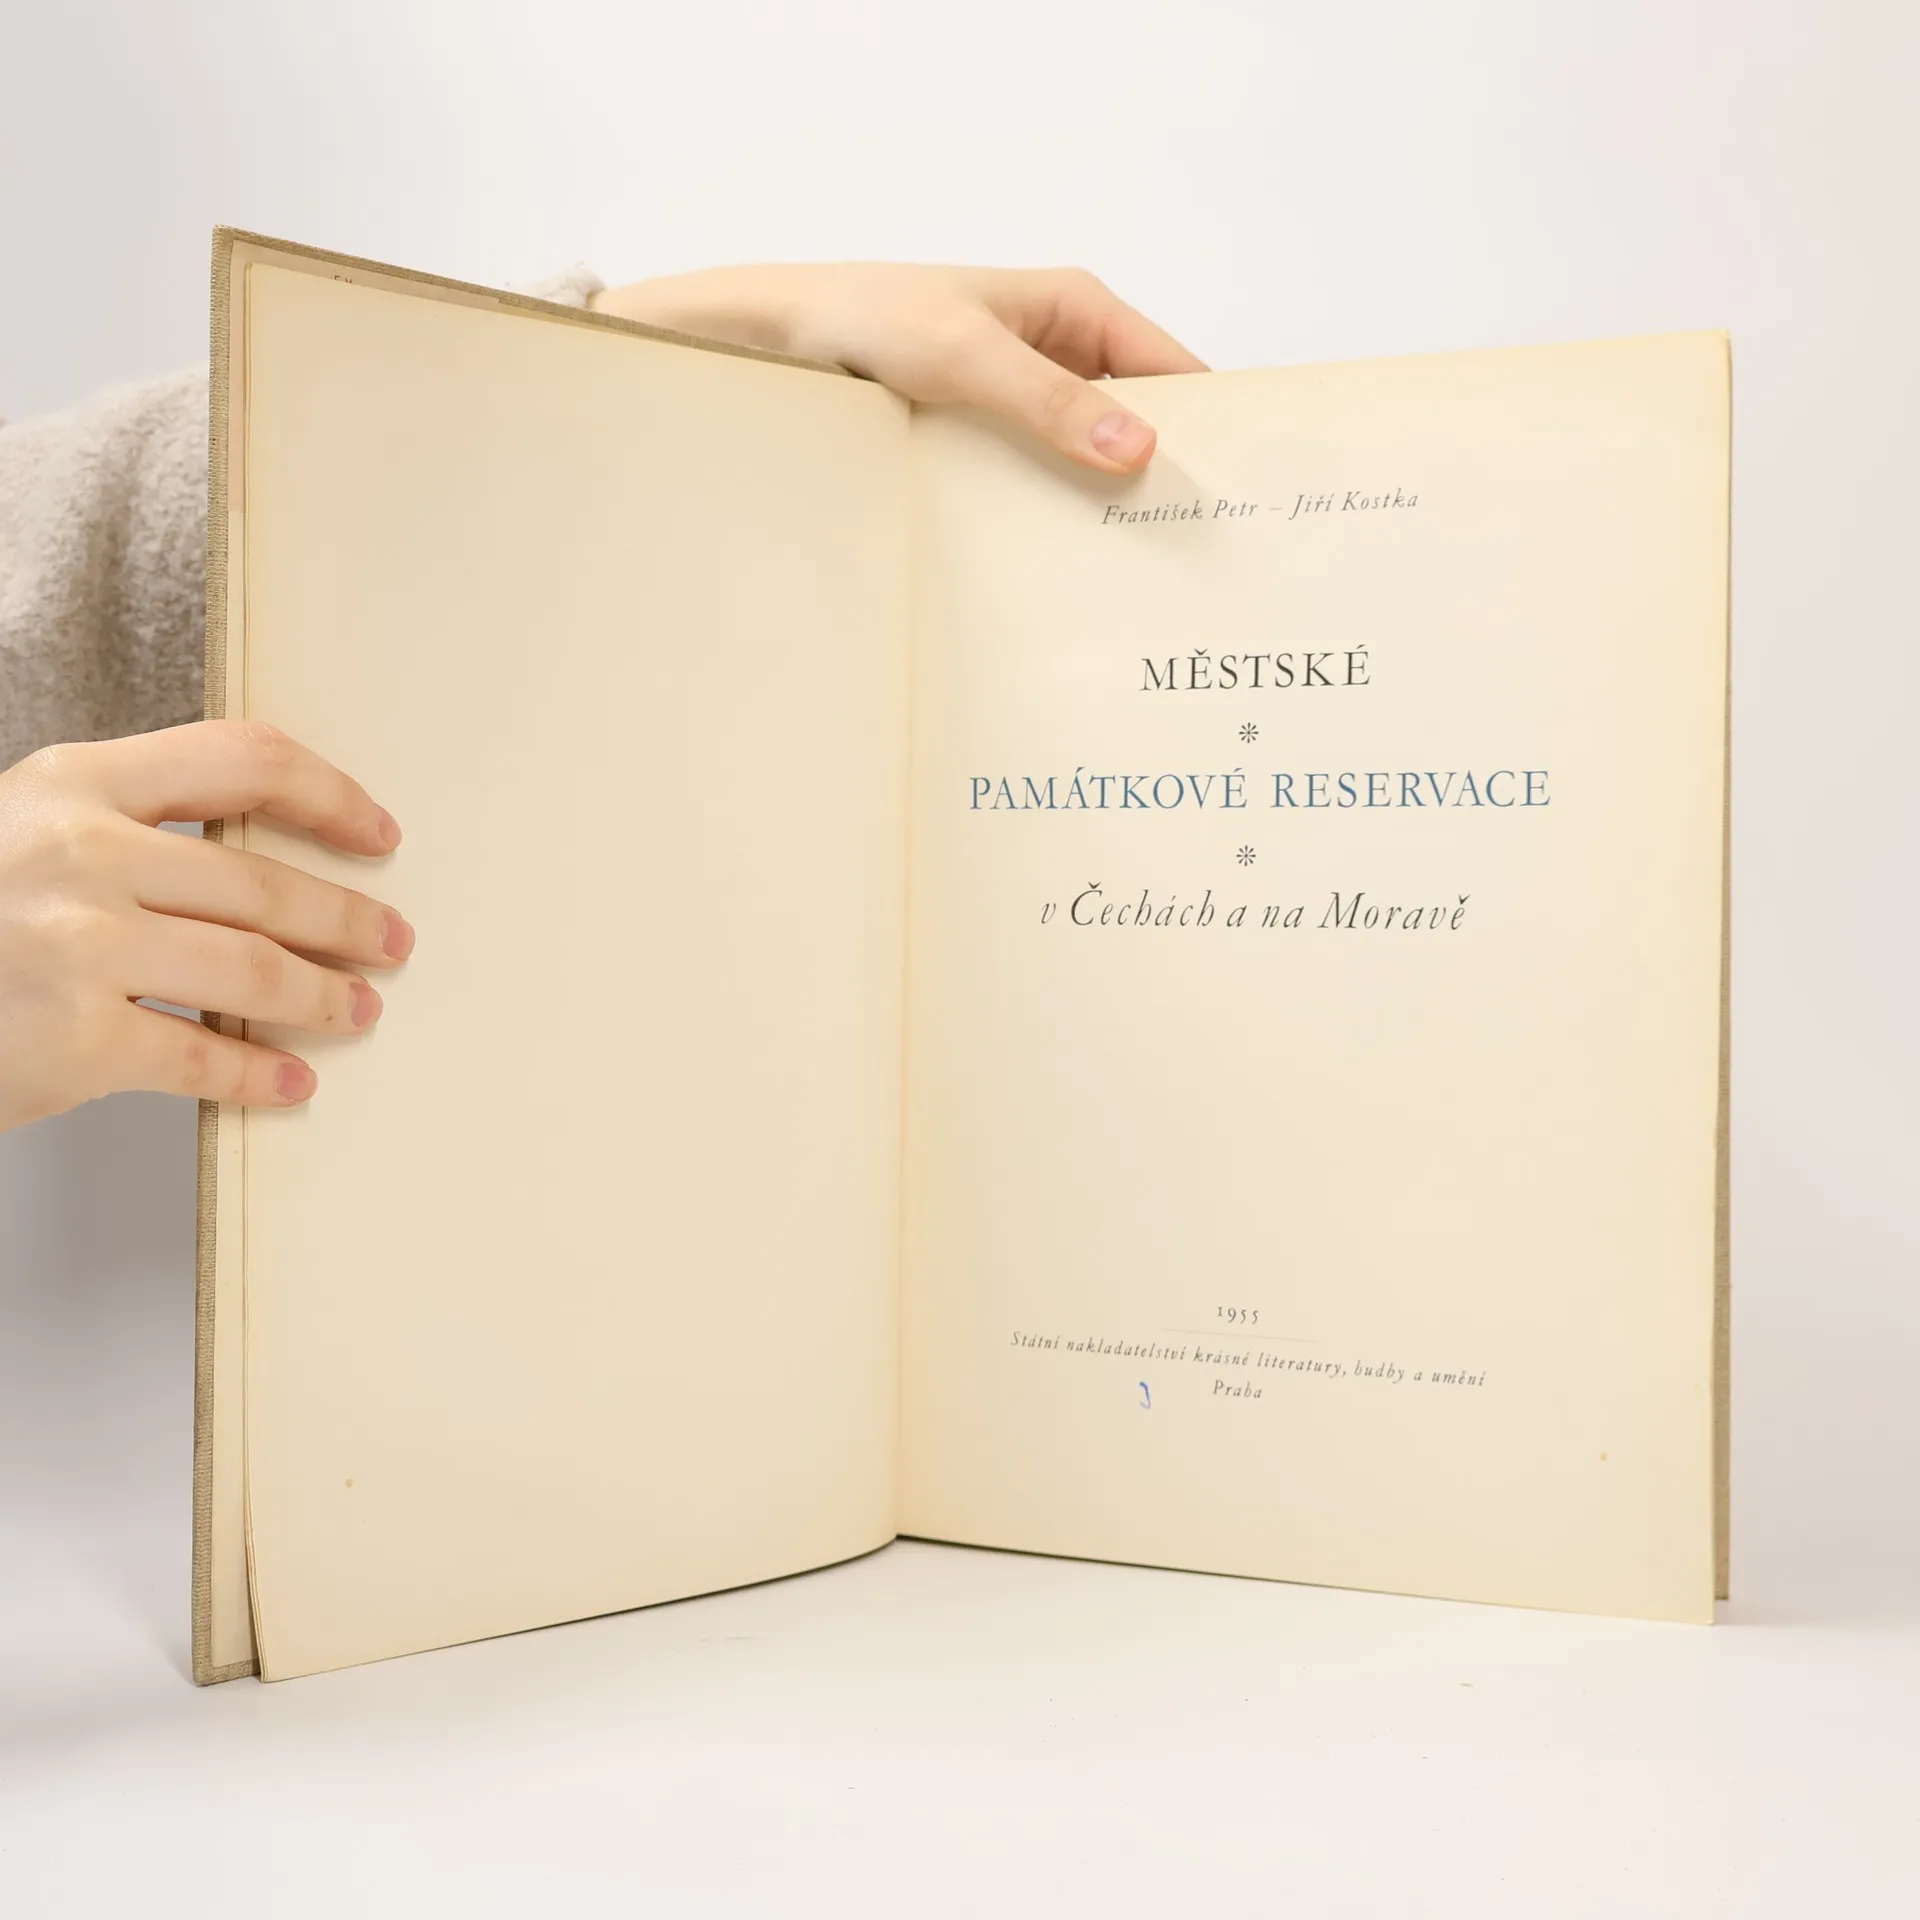 František Petr – Jiří Kostka
MĚSTSKÉ
PAMÁTKOVÉ RESERVACE
v Čechách a na Moravě
1955
Státní nakladatelství krásné literatury, hudby a umění
Praha